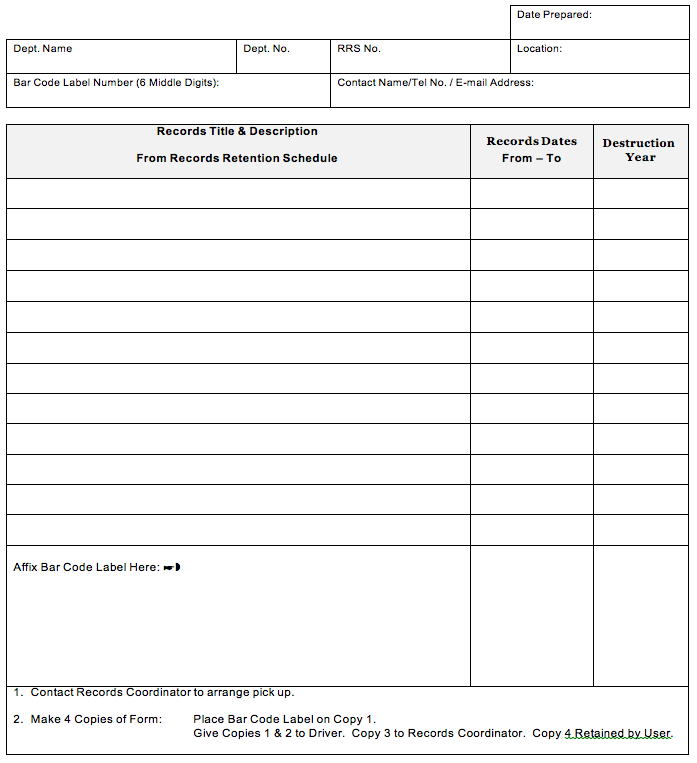 Date Prepared:
Dept. Name Dept. No. RRS No. Location:
Bar Code Label Number (6 Middle Digits): Contact Name/Tel No. / E-mail Address:
Records Title & Description
From Records Retention Schedule
Records Dates
From – To
Destruction
Year
Affix Bar Code Label Here:
1. Contact Records Coordinator to arrange pick up.
2. Make 4 Copies of Form: Place Bar Code Label on Copy 1.
Give Copies 1 & 2 to Driver. Copy 3 to Records Coordinator. Copy 4 Retained by User.